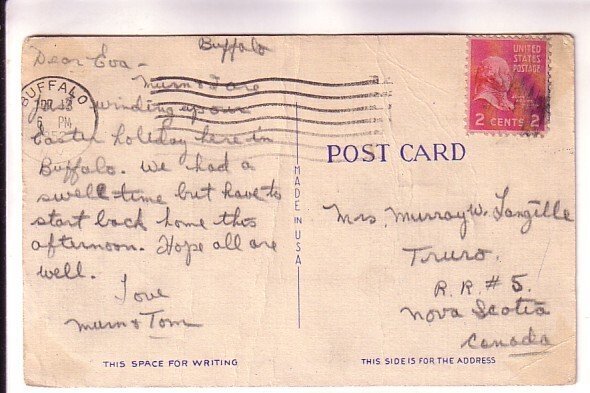 Buffalo
Dear Eva -
Mum & I are
just winding up our
Easter holiday here in
Buffalo. We had a
swell time but have to
start back home this
afternoon. Hope all are
well.
Love
Mum & Tom
THIS SPACE FOR WRITING
BUFFALO
PM
MADE IN USA
UNITED
STATES
POSTAGE
2 CENTS 2
POST CARD
Mrs. Murray W. Langille
Truro.
R.R. # 5.
Nova Scotia
Canada
THIS SIDE IS FOR THE ADDRESS